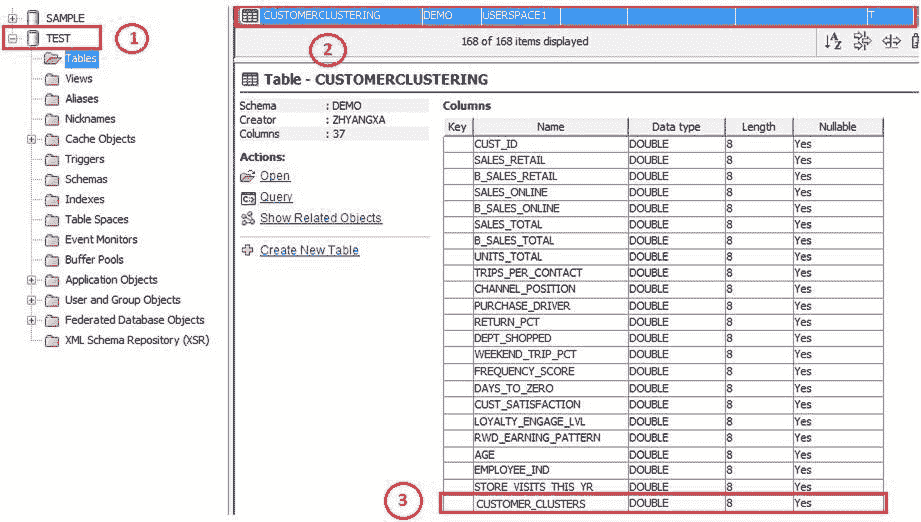 SAMPLE
TEST
1
Tables
Views
Aliases
Nicknames
Cache Objects
Triggers
Schemas
Indexes
Table Spaces
Event Monitors
Buffer Pools
Application Objects
User and Group Objects
Federated Database Objects
XML Schema Repository (XSR)
CUSTOMERCLUSTERING DEMO USERSPACE1 T
2
168 of 168 items displayed
Table - CUSTOMERCLUSTERING
Schema : DEMO
Creator : ZHYANGXA
Columns : 37
Actions:
Open
Query
Show Related Objects
Create New Table
Columns
Key Name Data type Length Nullable
CUST_ID DOUBLE 8 Yes
SALES_RETAIL DOUBLE 8 Yes
B_SALES_RETAIL DOUBLE 8 Yes
SALES_ONLINE DOUBLE 8 Yes
B_SALES_ONLINE DOUBLE 8 Yes
SALES_TOTAL DOUBLE 8 Yes
B_SALES_TOTAL DOUBLE 8 Yes
UNITS_TOTAL DOUBLE 8 Yes
TRIPS_PER_CONTACT DOUBLE 8 Yes
CHANNEL_POSITION DOUBLE 8 Yes
PURCHASE_DRIVER DOUBLE 8 Yes
RETURN_PCT DOUBLE 8 Yes
DEPT_SHOPPED DOUBLE 8 Yes
WEEKEND_TRIP_PCT DOUBLE 8 Yes
FREQUENCY_SCORE DOUBLE 8 Yes
DAYS_TO_ZERO DOUBLE 8 Yes
CUST_SATISFACTION DOUBLE 8 Yes
LOYALTY_ENGAGE_LVL DOUBLE 8 Yes
RWD_EARNING_PATTERN DOUBLE 8 Yes
AGE DOUBLE 8 Yes
EMPLOYEE_IND DOUBLE 8 Yes
STORE_VISITS_THIS_YR DOUBLE 8 Yes
3
CUSTOMER_CLUSTERS DOUBLE 8 Yes